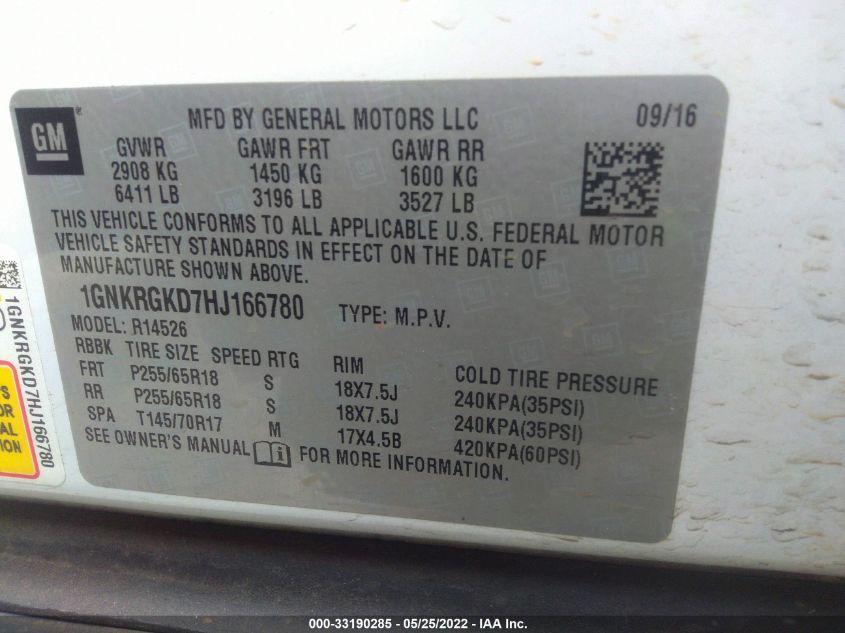 GM
MFD BY GENERAL MOTORS LLC 09/16
GVWR GAWR FRT GAWR RR
2908 KG 1450 KG 1600 KG
6411 LB 3196 LB 3527 LB
THIS VEHICLE CONFORMS TO ALL APPLICABLE U.S. FEDERAL MOTOR
VEHICLE SAFETY STANDARDS IN EFFECT ON THE DATE OF
MANUFACTURE SHOWN ABOVE.
1GNKRGKD7HJ166780 TYPE: M.P.V.
MODEL: R14526
RBBK TIRE SIZE SPEED RTG RIM COLD TIRE PRESSURE
FRT P255/65R18 S 18X7.5J 240KPA(35PSI)
RR P255/65R18 S 18X7.5J 240KPA(35PSI)
SPA T145/70R17 M 17X4.5B 420KPA(60PSI)
SEE OWNER'S MANUAL FOR MORE INFORMATION.
1GNKRGKD7HJ166780
000-33190285 - 05/25/2022 - IAA Inc.